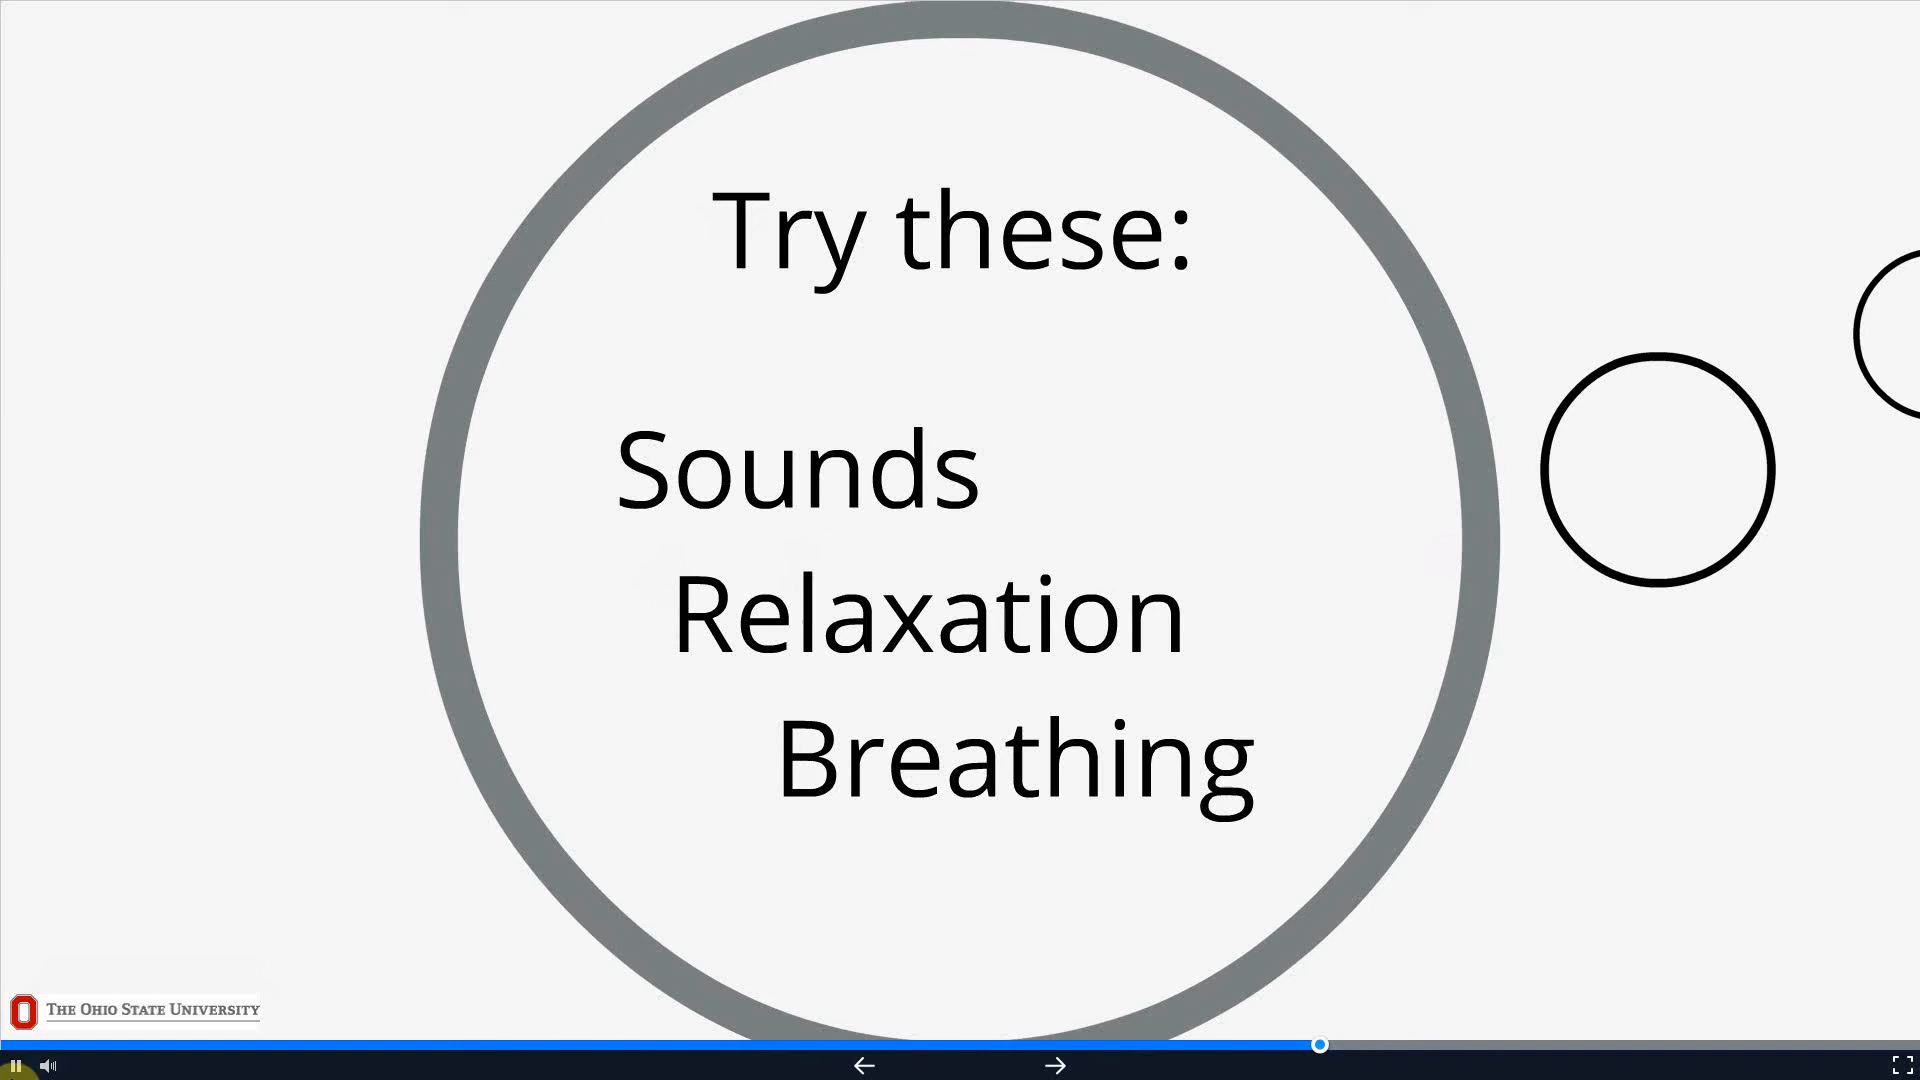 Try these:
Sounds
Relaxation
Breathing
THE OHIO STATE UNIVERSITY